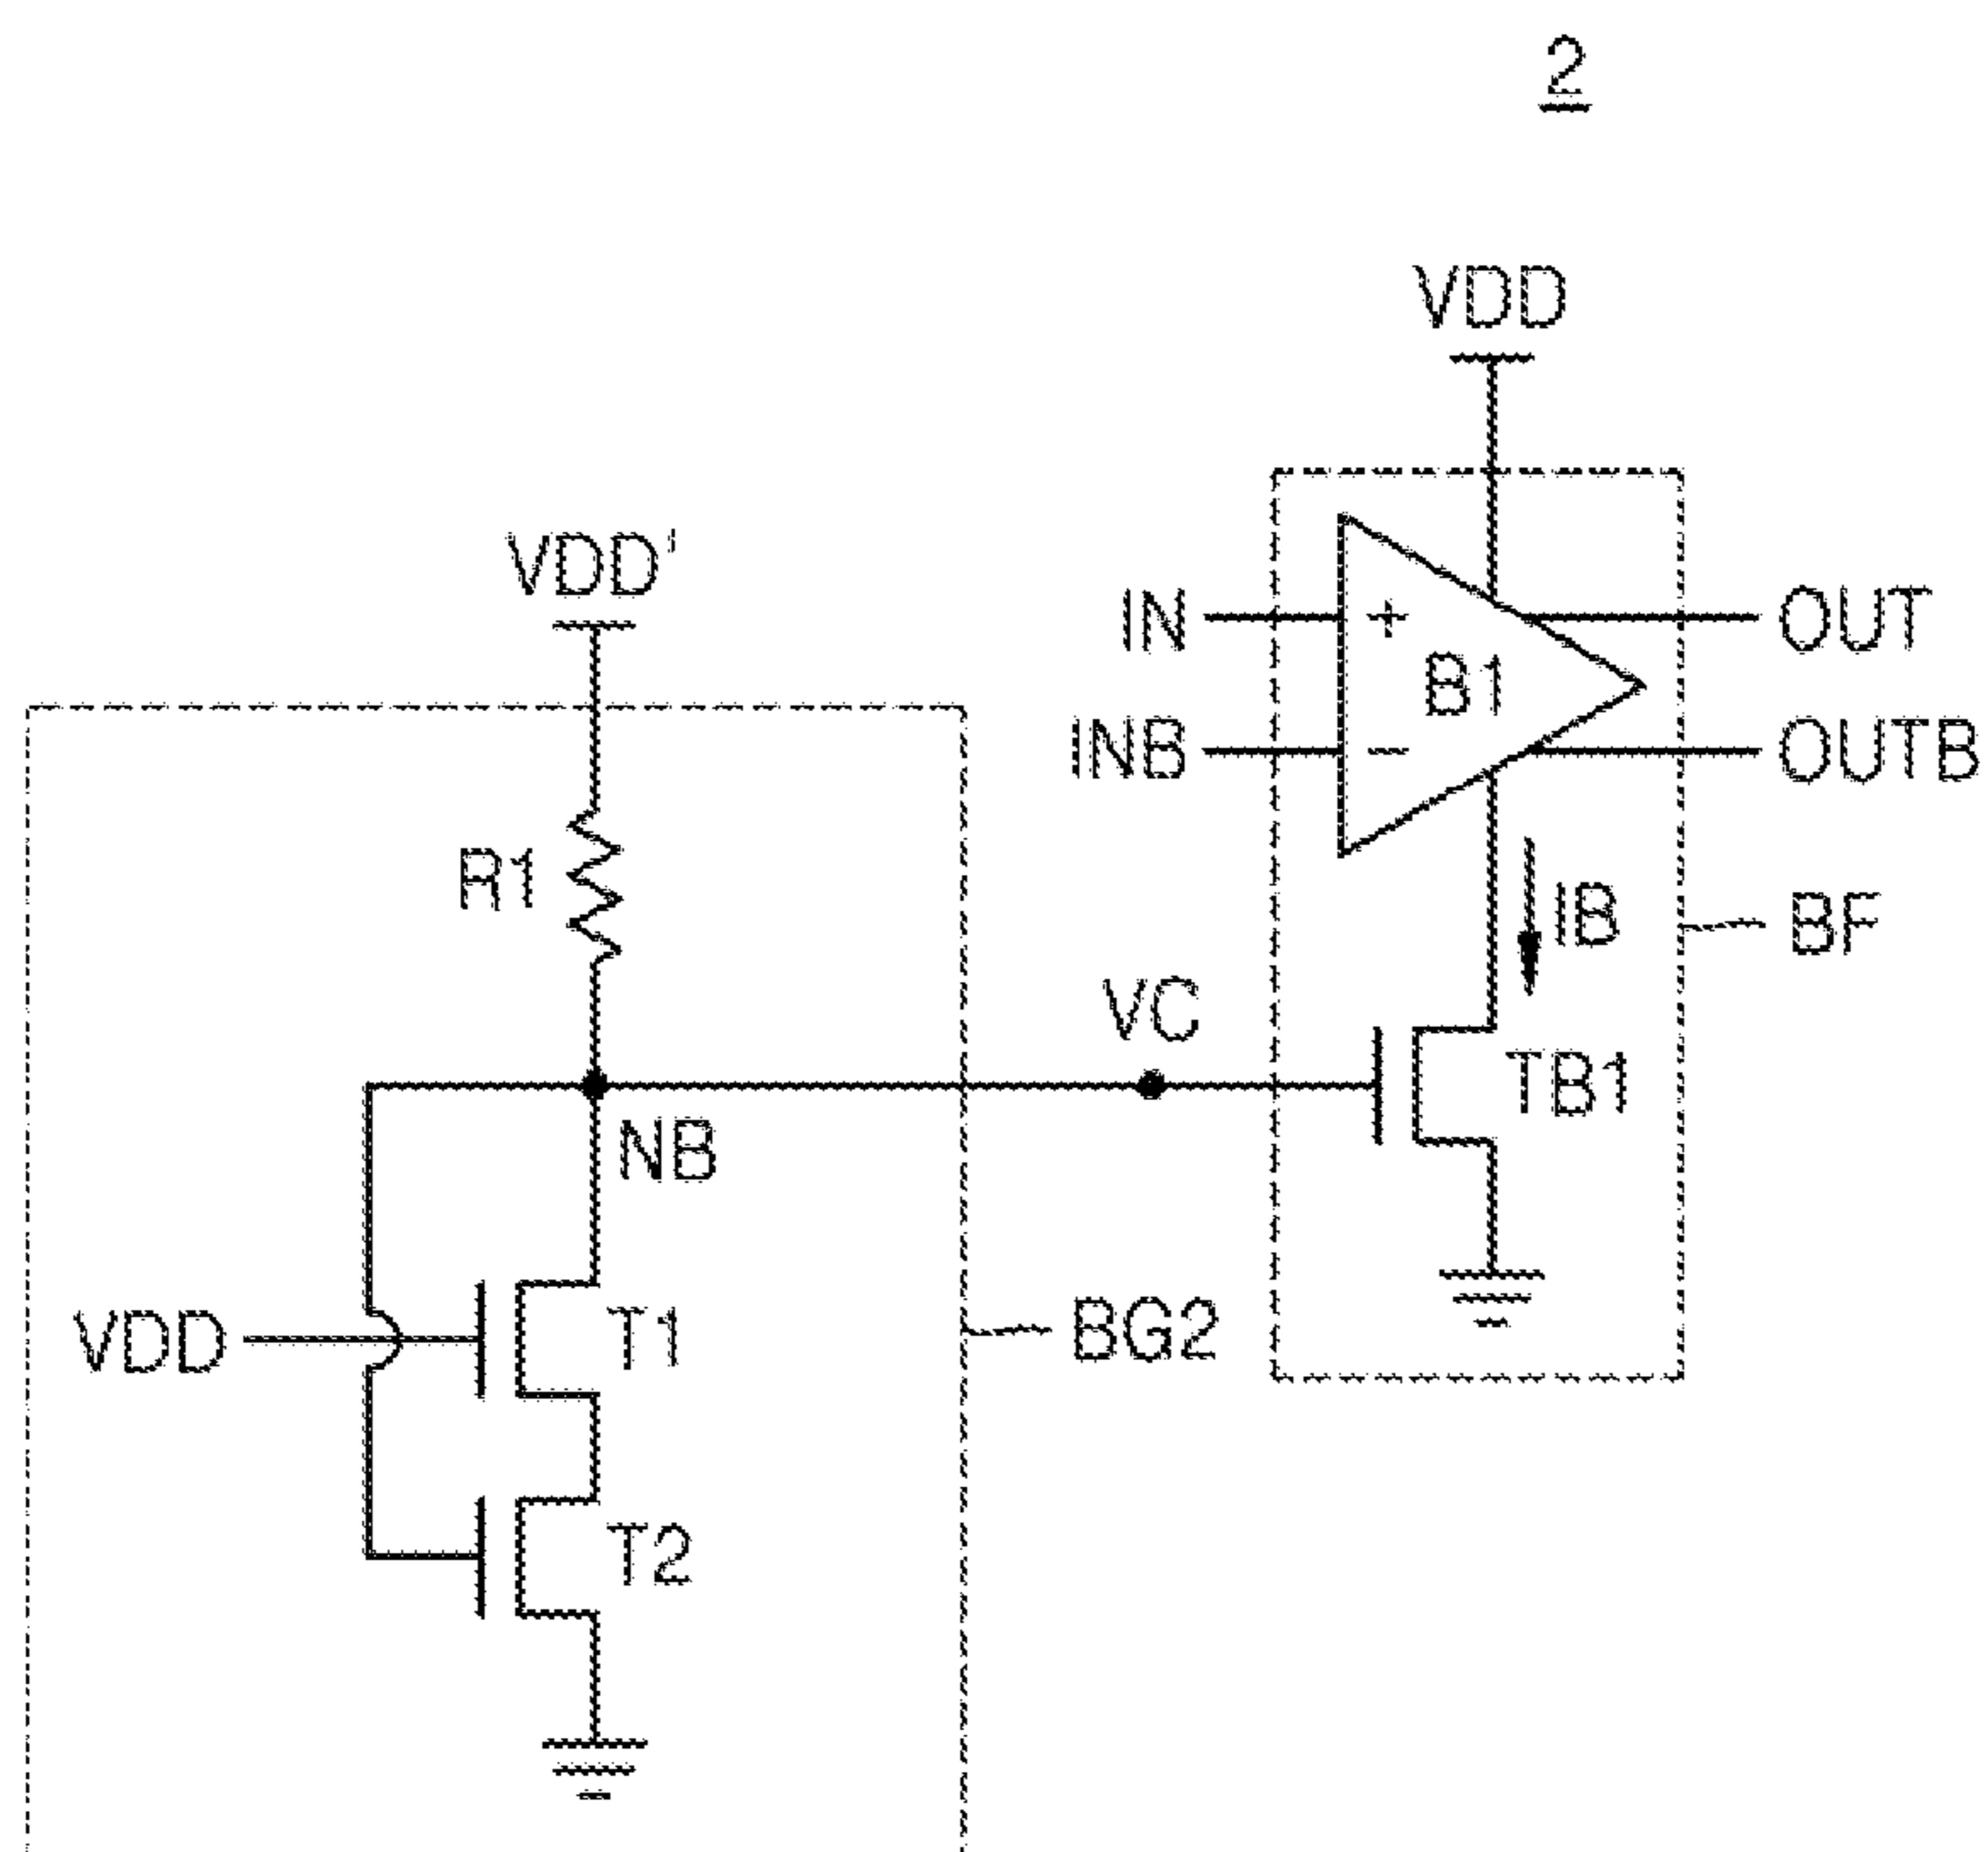 2
VDD
VDD'
IN
+
B1
OUT
INB
−
OUTB
R1
IB
BF
VC
TB1
NB
VDD
T1
BG2
T2